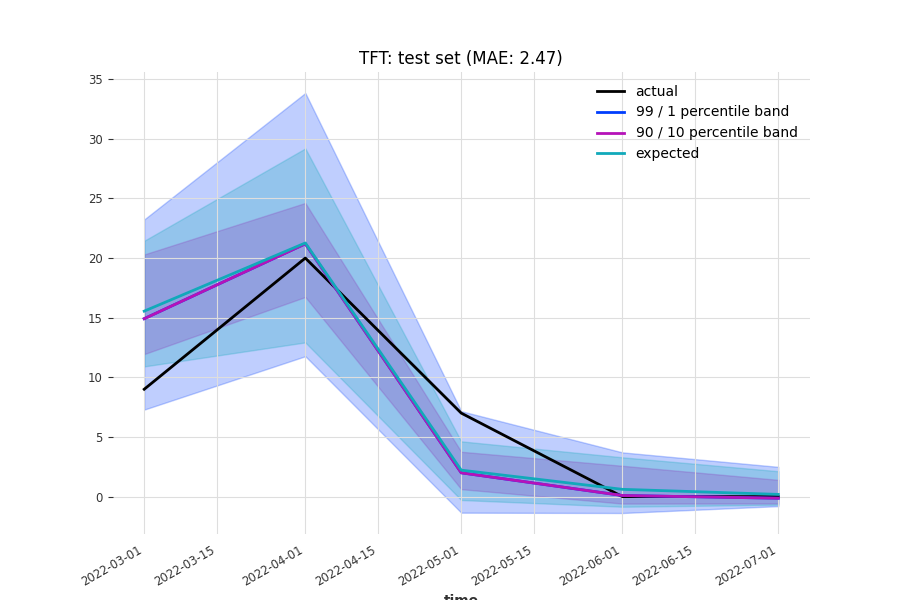 TFT: test set (MAE: 2.47)
actual
99 / 1 percentile band
90 / 10 percentile band
expected
35
30
25
20
15
10
5
0
2022-03-01
2022-03-15
2022-04-01
2022-04-15
2022-05-01
2022-05-15
2022-06-01
2022-06-15
2022-07-01
time